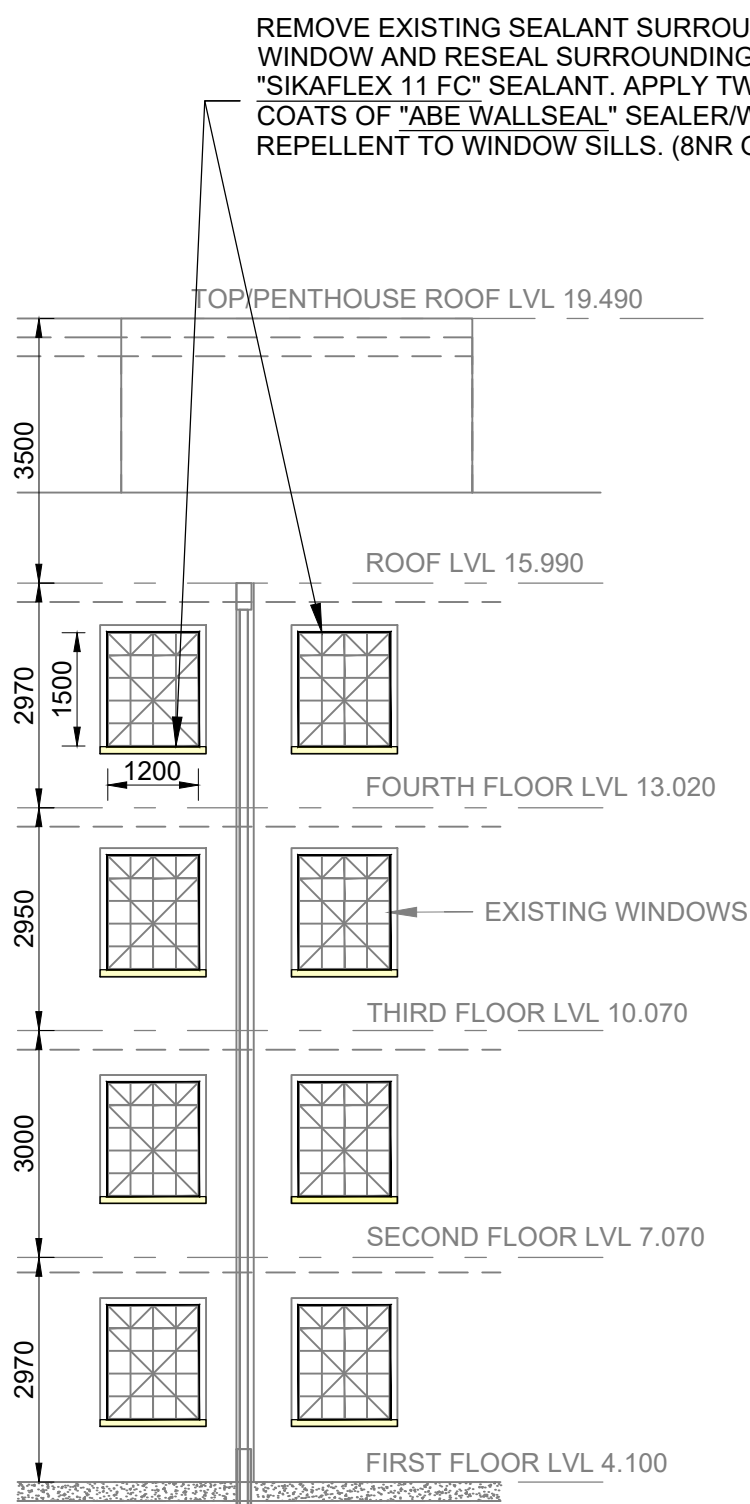 REMOVE EXISTING SEALANT
WINDOW AND RESEAL SURROUNDING
"SIKAFLEX 11 FC" SEALANT. APPLY
COATS OF "ABE WALLSEAL"
REPELLENT TO WINDOW SILLS. (8NR
TOP/PENTHOUSE ROOF LVL 19.490
3500
ROOF LVL 15.990
2970
1500
1200
FOURTH FLOOR LVL 13.020
2950
EXISTING WINDOWS
THIRD FLOOR LVL 10.070
3000
SECOND FLOOR LVL 7.070
2970
FIRST FLOOR LVL 4.100